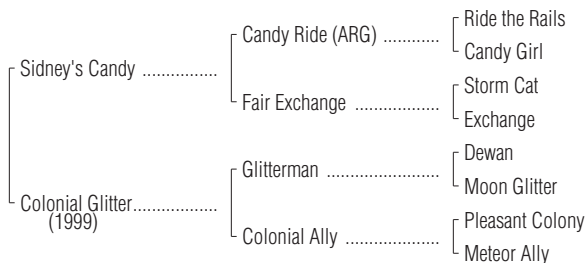 Ride the Rails
Candy Ride (ARG) ............
Candy Girl
Sidney's Candy ................
Storm Cat
Fair Exchange ..................
Exchange
Dewan
Glitterman ........................
Moon Glitter
Colonial Glitter..................
(1999)
Pleasant Colony
Colonial Ally ....................
Meteor Ally